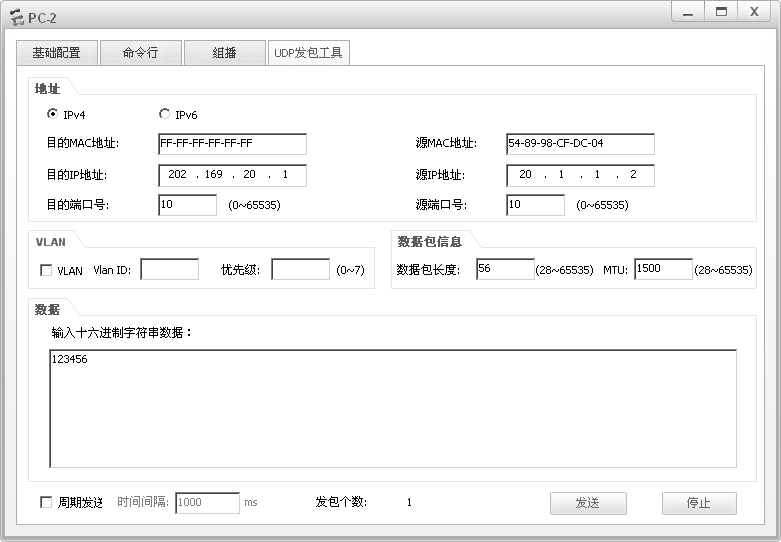 PC-2
基础配置 命令行 组播 UDP发包工具
地址
IPv4 IPv6
目的MAC地址: FF-FF-FF-FF-FF-FF 源MAC地址: 54-89-98-CF-DC-04
目的IP地址: 202 . 169 . 20 . 1 源IP地址: 20 . 1 . 1 . 2
目的端口号: 10 (0~65535) 源端口号: 10 (0~65535)
VLAN 数据包信息
VLAN Vlan ID: 优先级: (0~7) 数据包长度: 56 (28~65535) MTU: 1500 (28~65535)
数据
输入十六进制字符串数据：
123456
周期发送 时间间隔: 1000 ms 发包个数: 1 发送 停止